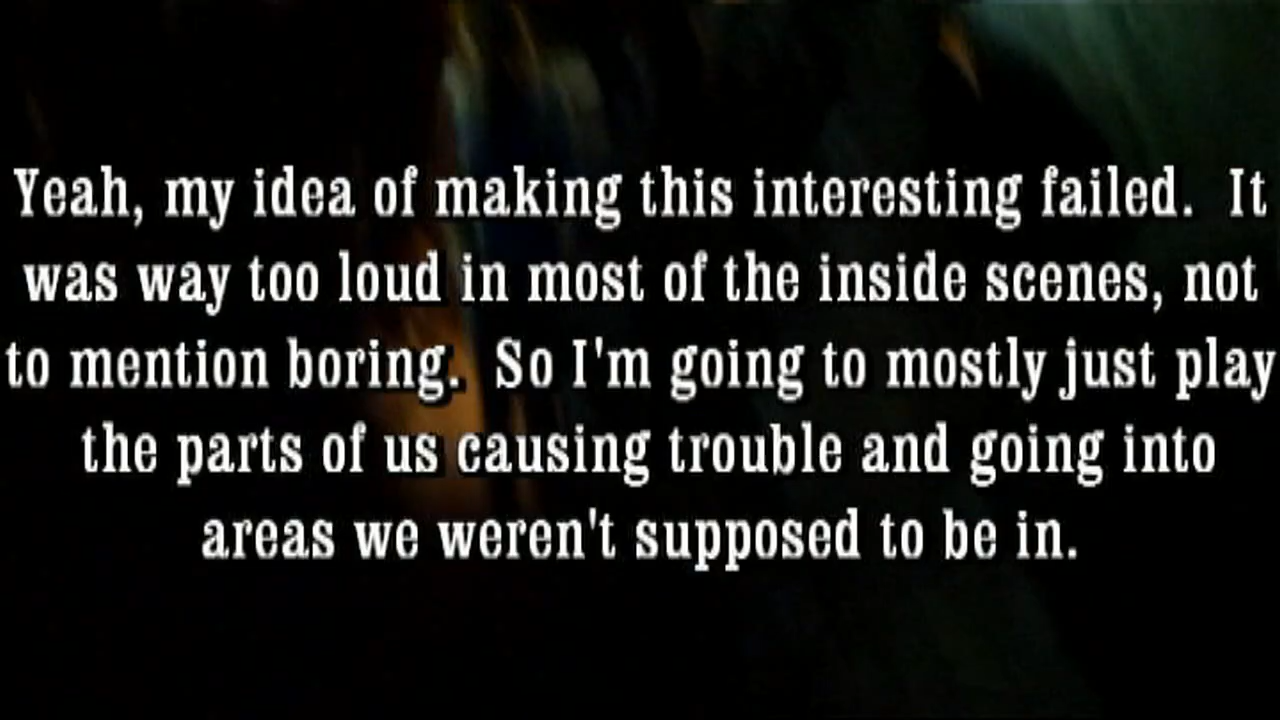 Yeah, my idea of making this interesting failed.  It
was way too loud in most of the inside scenes, not
to mention boring.  So I'm going to mostly just play
the parts of us causing trouble and going into
areas we weren't supposed to be in.